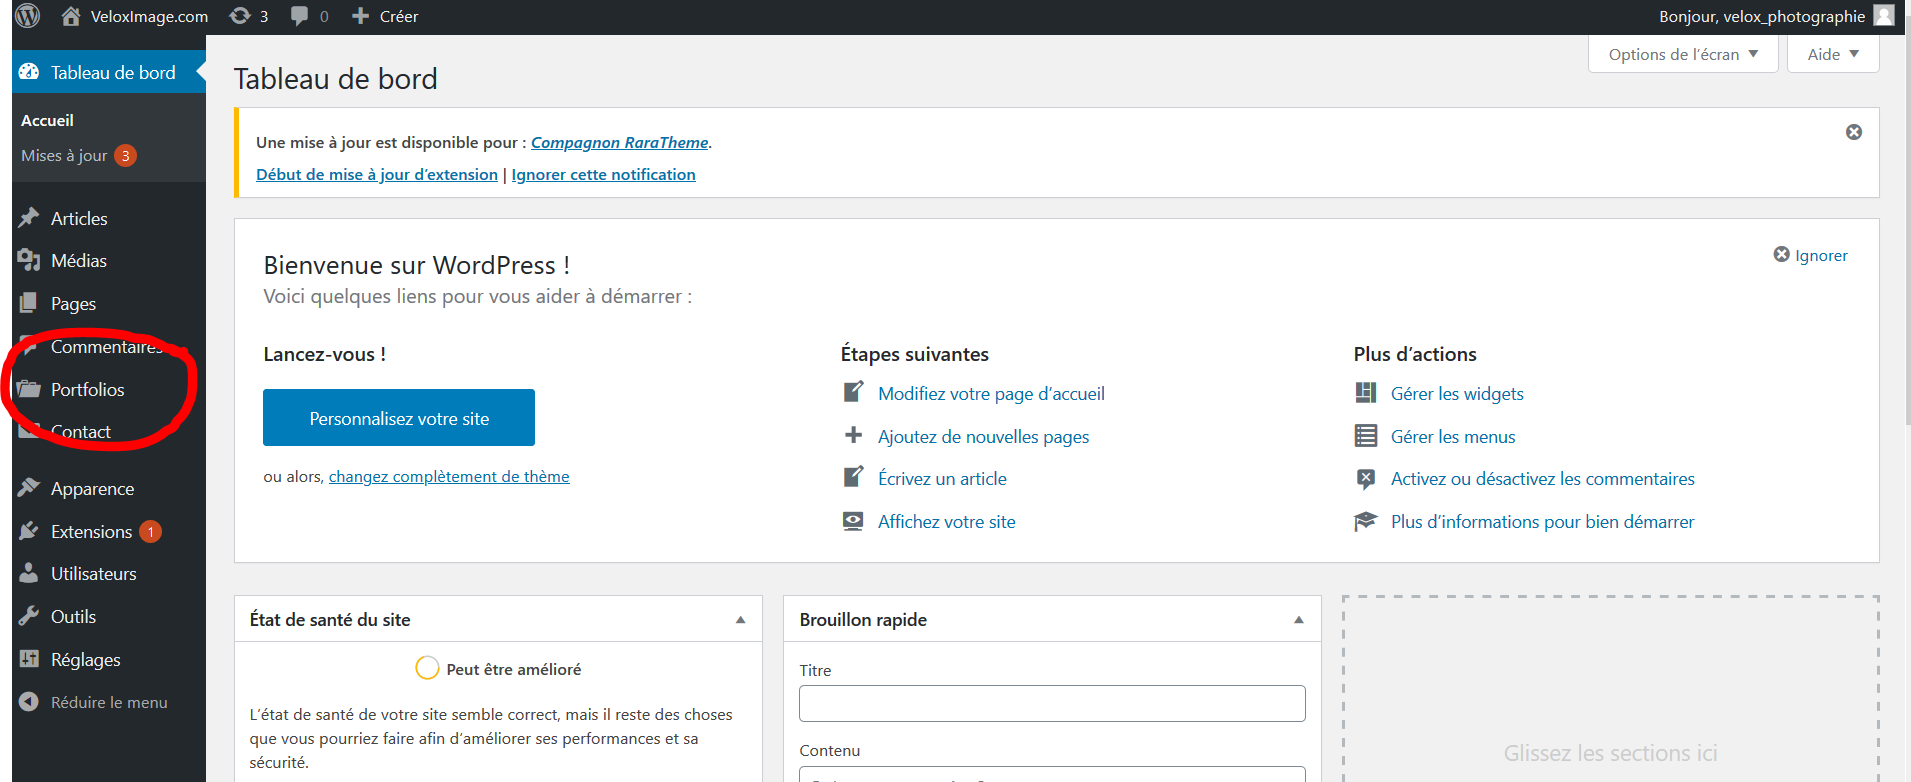 VeloxImage.com 3 0 Créer Bonjour, velox_photographie
Options de l'écran Aide
Tableau de bord
Accueil
Mises à jour 3
Articles
Médias
Pages
Commentaires
Portfolios
Contact
Apparence
Extensions 1
Utilisateurs
Outils
Réglages
Réduire le menu
Tableau de bord
Une mise à jour est disponible pour : Compagnon RaraTheme.
Début de mise à jour d'extension | Ignorer cette notification
Bienvenue sur WordPress !
Ignorer
Voici quelques liens pour vous aider à démarrer :
Lancez-vous !
Personnalisez votre site
ou alors, changez complètement de thème
Étapes suivantes
Modifiez votre page d'accueil
Ajoutez de nouvelles pages
Écrivez un article
Affichez votre site
Plus d'actions
Gérer les widgets
Gérer les menus
Activez ou désactivez les commentaires
Plus d'informations pour bien démarrer
État de santé du site
Peut être amélioré
L'état de santé de votre site semble correct, mais il reste des choses
que vous pourriez faire afin d'améliorer ses performances et sa
sécurité.
Brouillon rapide
Titre
Contenu
Glissez les sections ici